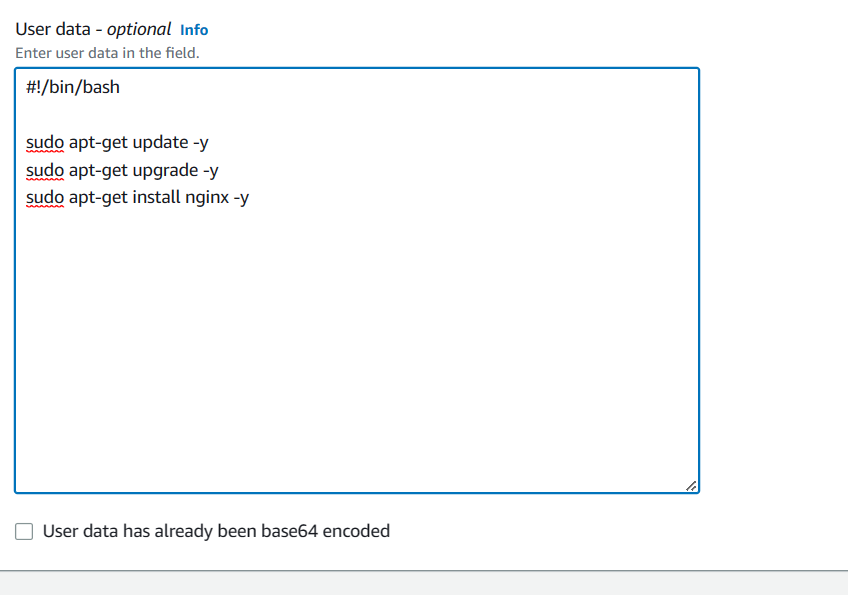 User data - optional Info
Enter user data in the field.
#!/bin/bash
sudo apt-get update -y
sudo apt-get upgrade -y
sudo apt-get install nginx -y
User data has already been base64 encoded